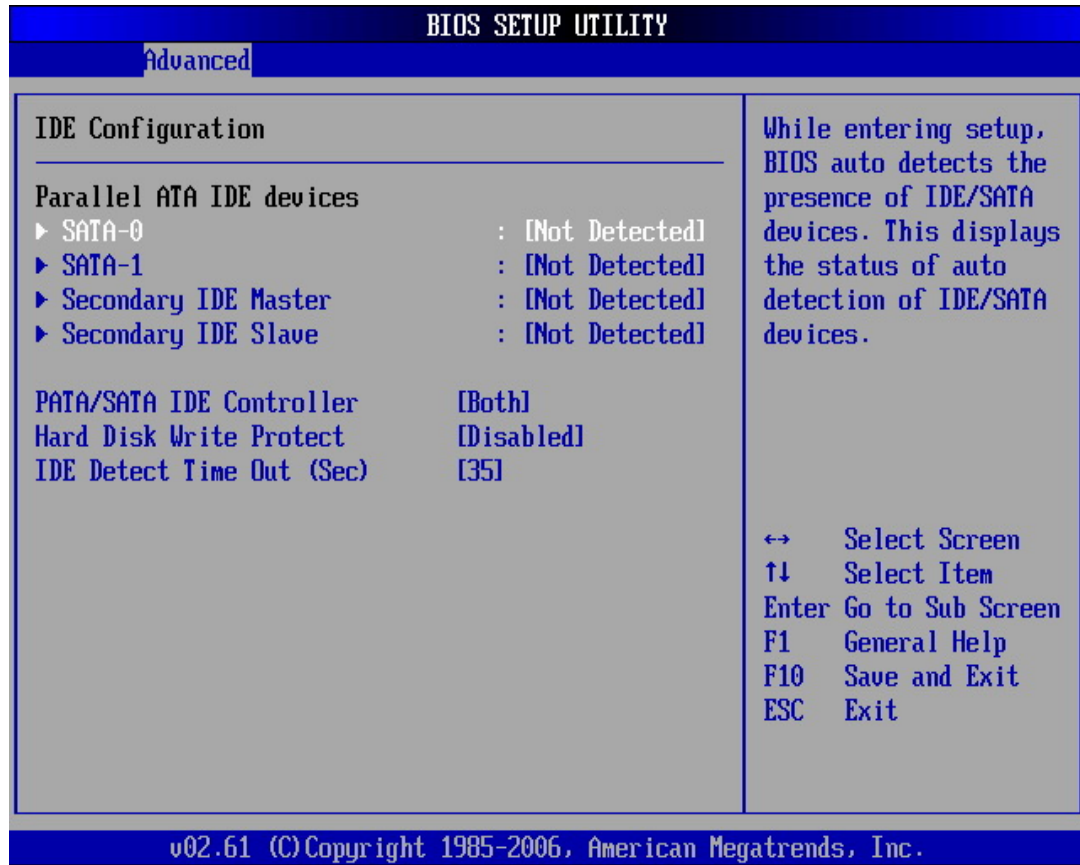 BIOS SETUP UTILITY
Advanced
IDE Configuration
Parallel ATA IDE devices
SATA-0 : [Not Detected]
SATA-1 : [Not Detected]
Secondary IDE Master : [Not Detected]
Secondary IDE Slave : [Not Detected]
PATA/SATA IDE Controller [Both]
Hard Disk Write Protect [Disabled]
IDE Detect Time Out (Sec) [35]
While entering setup,
BIOS auto detects the
presence of IDE/SATA
devices. This displays
the status of auto
detection of IDE/SATA
devices.
←→ Select Screen
↑↓ Select Item
Enter Go to Sub Screen
F1 General Help
F10 Save and Exit
ESC Exit
v02.61 (C)Copyright 1985-2006, American Megatrends, Inc.